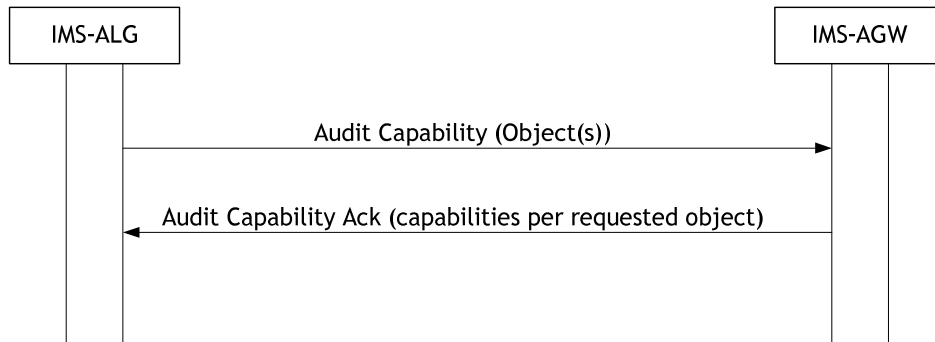 IMS-ALG
IMS-AGW
Audit Capability (Object(s))
Audit Capability Ack (capabilities per requested object)